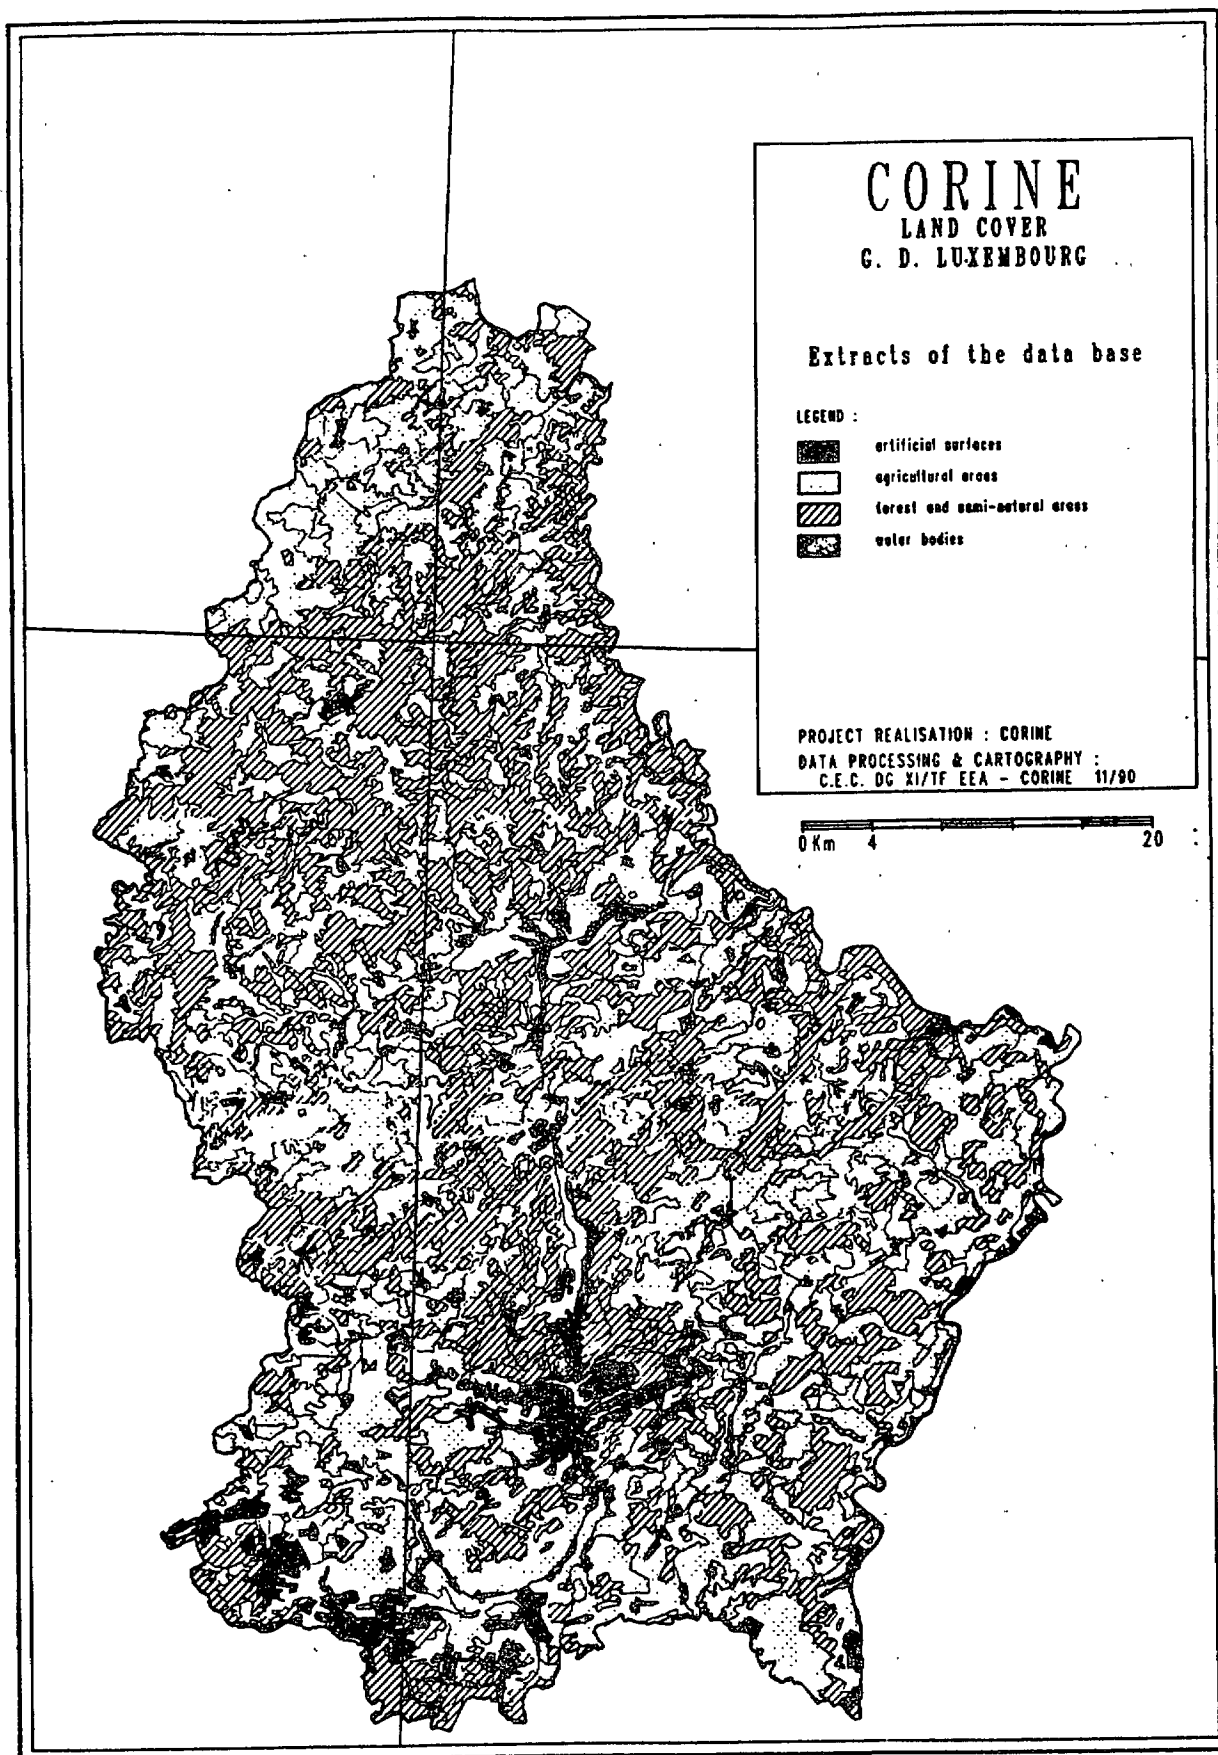 CORINE
LAND COVER
G. D. LUXEMBOURG
Extracts of the data base
LEGEND :
artificial surfaces
agricultural areas
forest and semi-natural areas
water bodies
PROJECT REALISATION : CORINE
DATA PROCESSING & CARTOGRAPHY :
C.E.C. DG XI/TF EEA - CORINE 11/90
0 Km 4 20